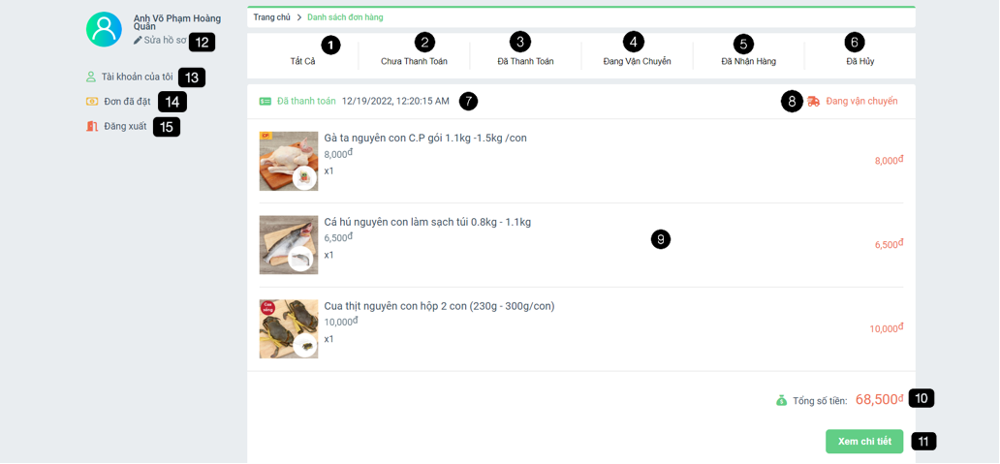 Anh Võ Phạm Hoàng
Quân
Sửa hồ sơ 12
Tài khoản của tôi 13
Đơn đã đặt 14
Đăng xuất 15
Trang chủ > Danh sách đơn hàng
1 2 3 4 5 6
Tất Cả Chưa Thanh Toán Đã Thanh Toán Đang Vận Chuyển Đã Nhận Hàng Đã Hủy
Đã thanh toán 12/19/2022, 12:20:15 AM 7 8 Đang vận chuyển
CP
Gà ta nguyên con C.P gói 1.1kg -1.5kg /con
8,000đ
x1
8,000đ
Cá hú nguyên con làm sạch túi 0.8kg - 1.1kg
6,500đ
x1
9
6,500đ
Cua sống
Cua thịt nguyên con hộp 2 con (230g - 300g/con)
10,000đ
x1
10,000đ
Tổng số tiền: 68,500đ 10
Xem chi tiết 11